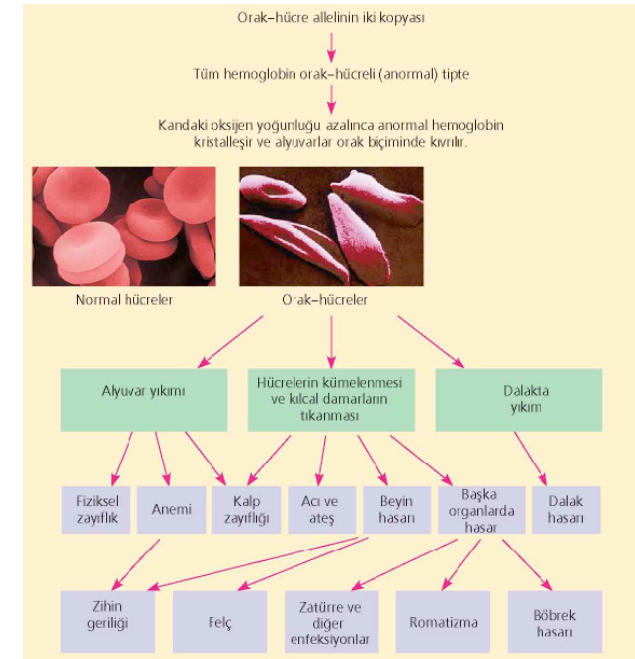 Orak–hücre allelinin iki kopyası
Tüm hemoglobin orak–hücreli (anormal) tipte
Kandaki oksijen yoğunluğu azalınca anormal hemoglobin
kristalleşir ve alyuvarlar orak biçiminde kıvrılır.
Normal hücreler
Orak–hücreler
Alyuvar yıkımı
Hücrelerin kümelenmesi
ve kılcal damarların
tıkanması
Dalakta
yıkım
Fiziksel
zayıflık
Anemi
Kalp
zayıflığı
Acı ve
ateş
Beyin
hasarı
Başka
organlarda
hasar
Dalak
hasarı
Zihin
geriliği
Felç
Zatürre ve
diğer
enfeksiyonlar
Romatizma
Böbrek
hasarı